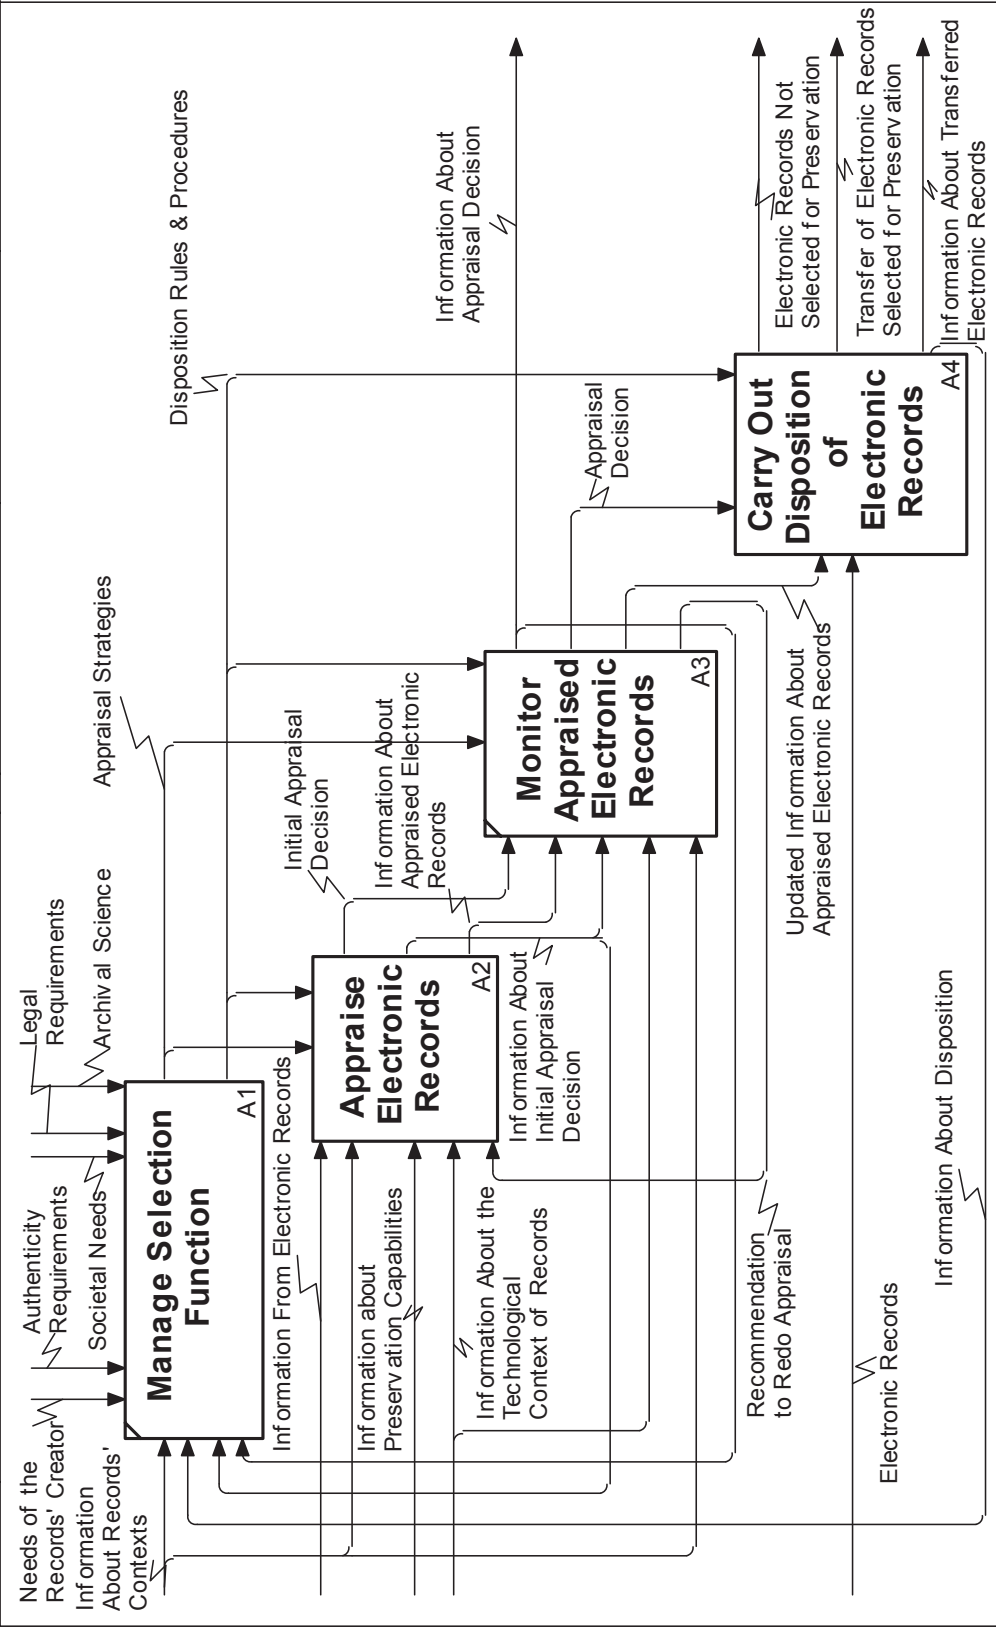 Needs of the
Records' Creator
Authenticity
Requirements
Societal Needs
Legal
Requirements
Archival Science
Information
About Records'
Contexts
Manage Selection
Function
A1
Appraisal Strategies
Disposition Rules & Procedures
Information From Electronic Records
Information about
Preservation Capabilities
Information About the
Technological
Context of Records
Appraise
Electronic
Records
A2
Initial Appraisal
Decision
Information About
Appraised Electronic
Records
Information About
Initial Appraisal
Decision
Monitor
Appraised
Electronic
Records
A3
Information About
Appraisal Decision
Appraisal
Decision
Updated Information About
Appraised Electronic Records
Recommendation
to Redo Appraisal
Electronic Records
Carry Out
Disposition
of
Electronic
Records
A4
Electronic Records Not
Selected for Preservation
Transfer of Electronic Records
Selected for Preservation
Information About Transferred
Electronic Records
Information About Disposition